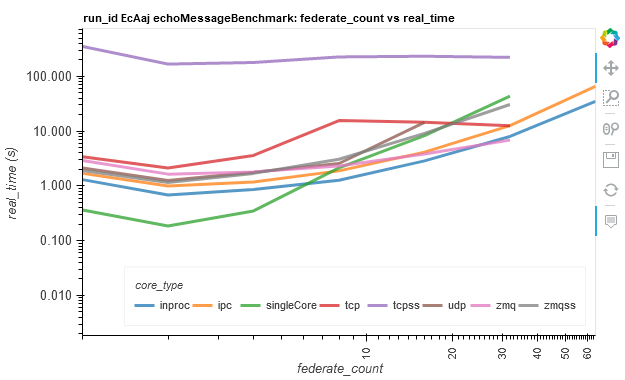 run_id EcAaj echoMessageBenchmark: federate_count vs real_time
real_time (s)
100.000
10.000
1.000
0.100
0.010
core_type
inproc ipc singleCore tcp tcpss udp zmq zmqss
10 20 30 40 50 60
federate_count